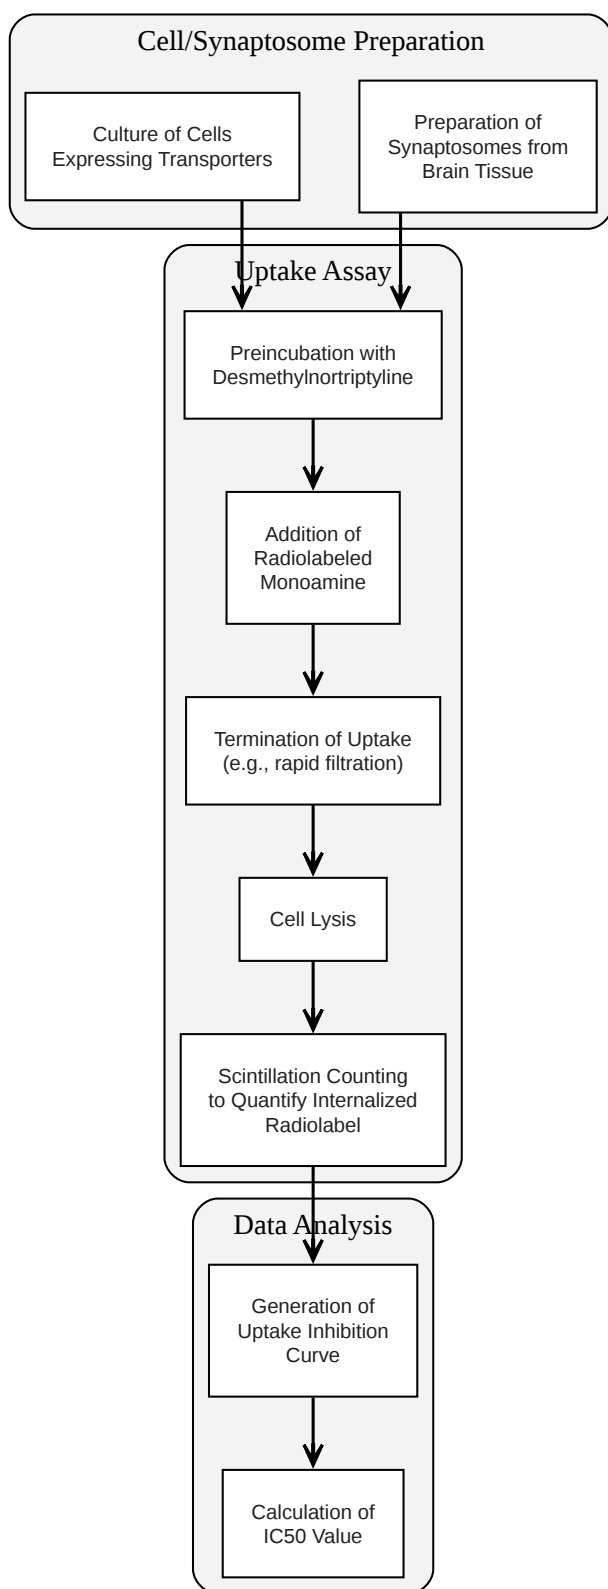 Cell/Synaptosome Preparation
Culture of Cells
Expressing Transporters
Preparation of
Synaptosomes from
Brain Tissue
Uptake Assay
Preincubation with
Desmethylnortriptyline
Addition of
Radiolabeled
Monoamine
Termination of Uptake
(e.g., rapid filtration)
Cell Lysis
Scintillation Counting
to Quantify Internalized
Radiolabel
Data Analysis
Generation of
Uptake Inhibition
Curve
Calculation of
IC50 Value